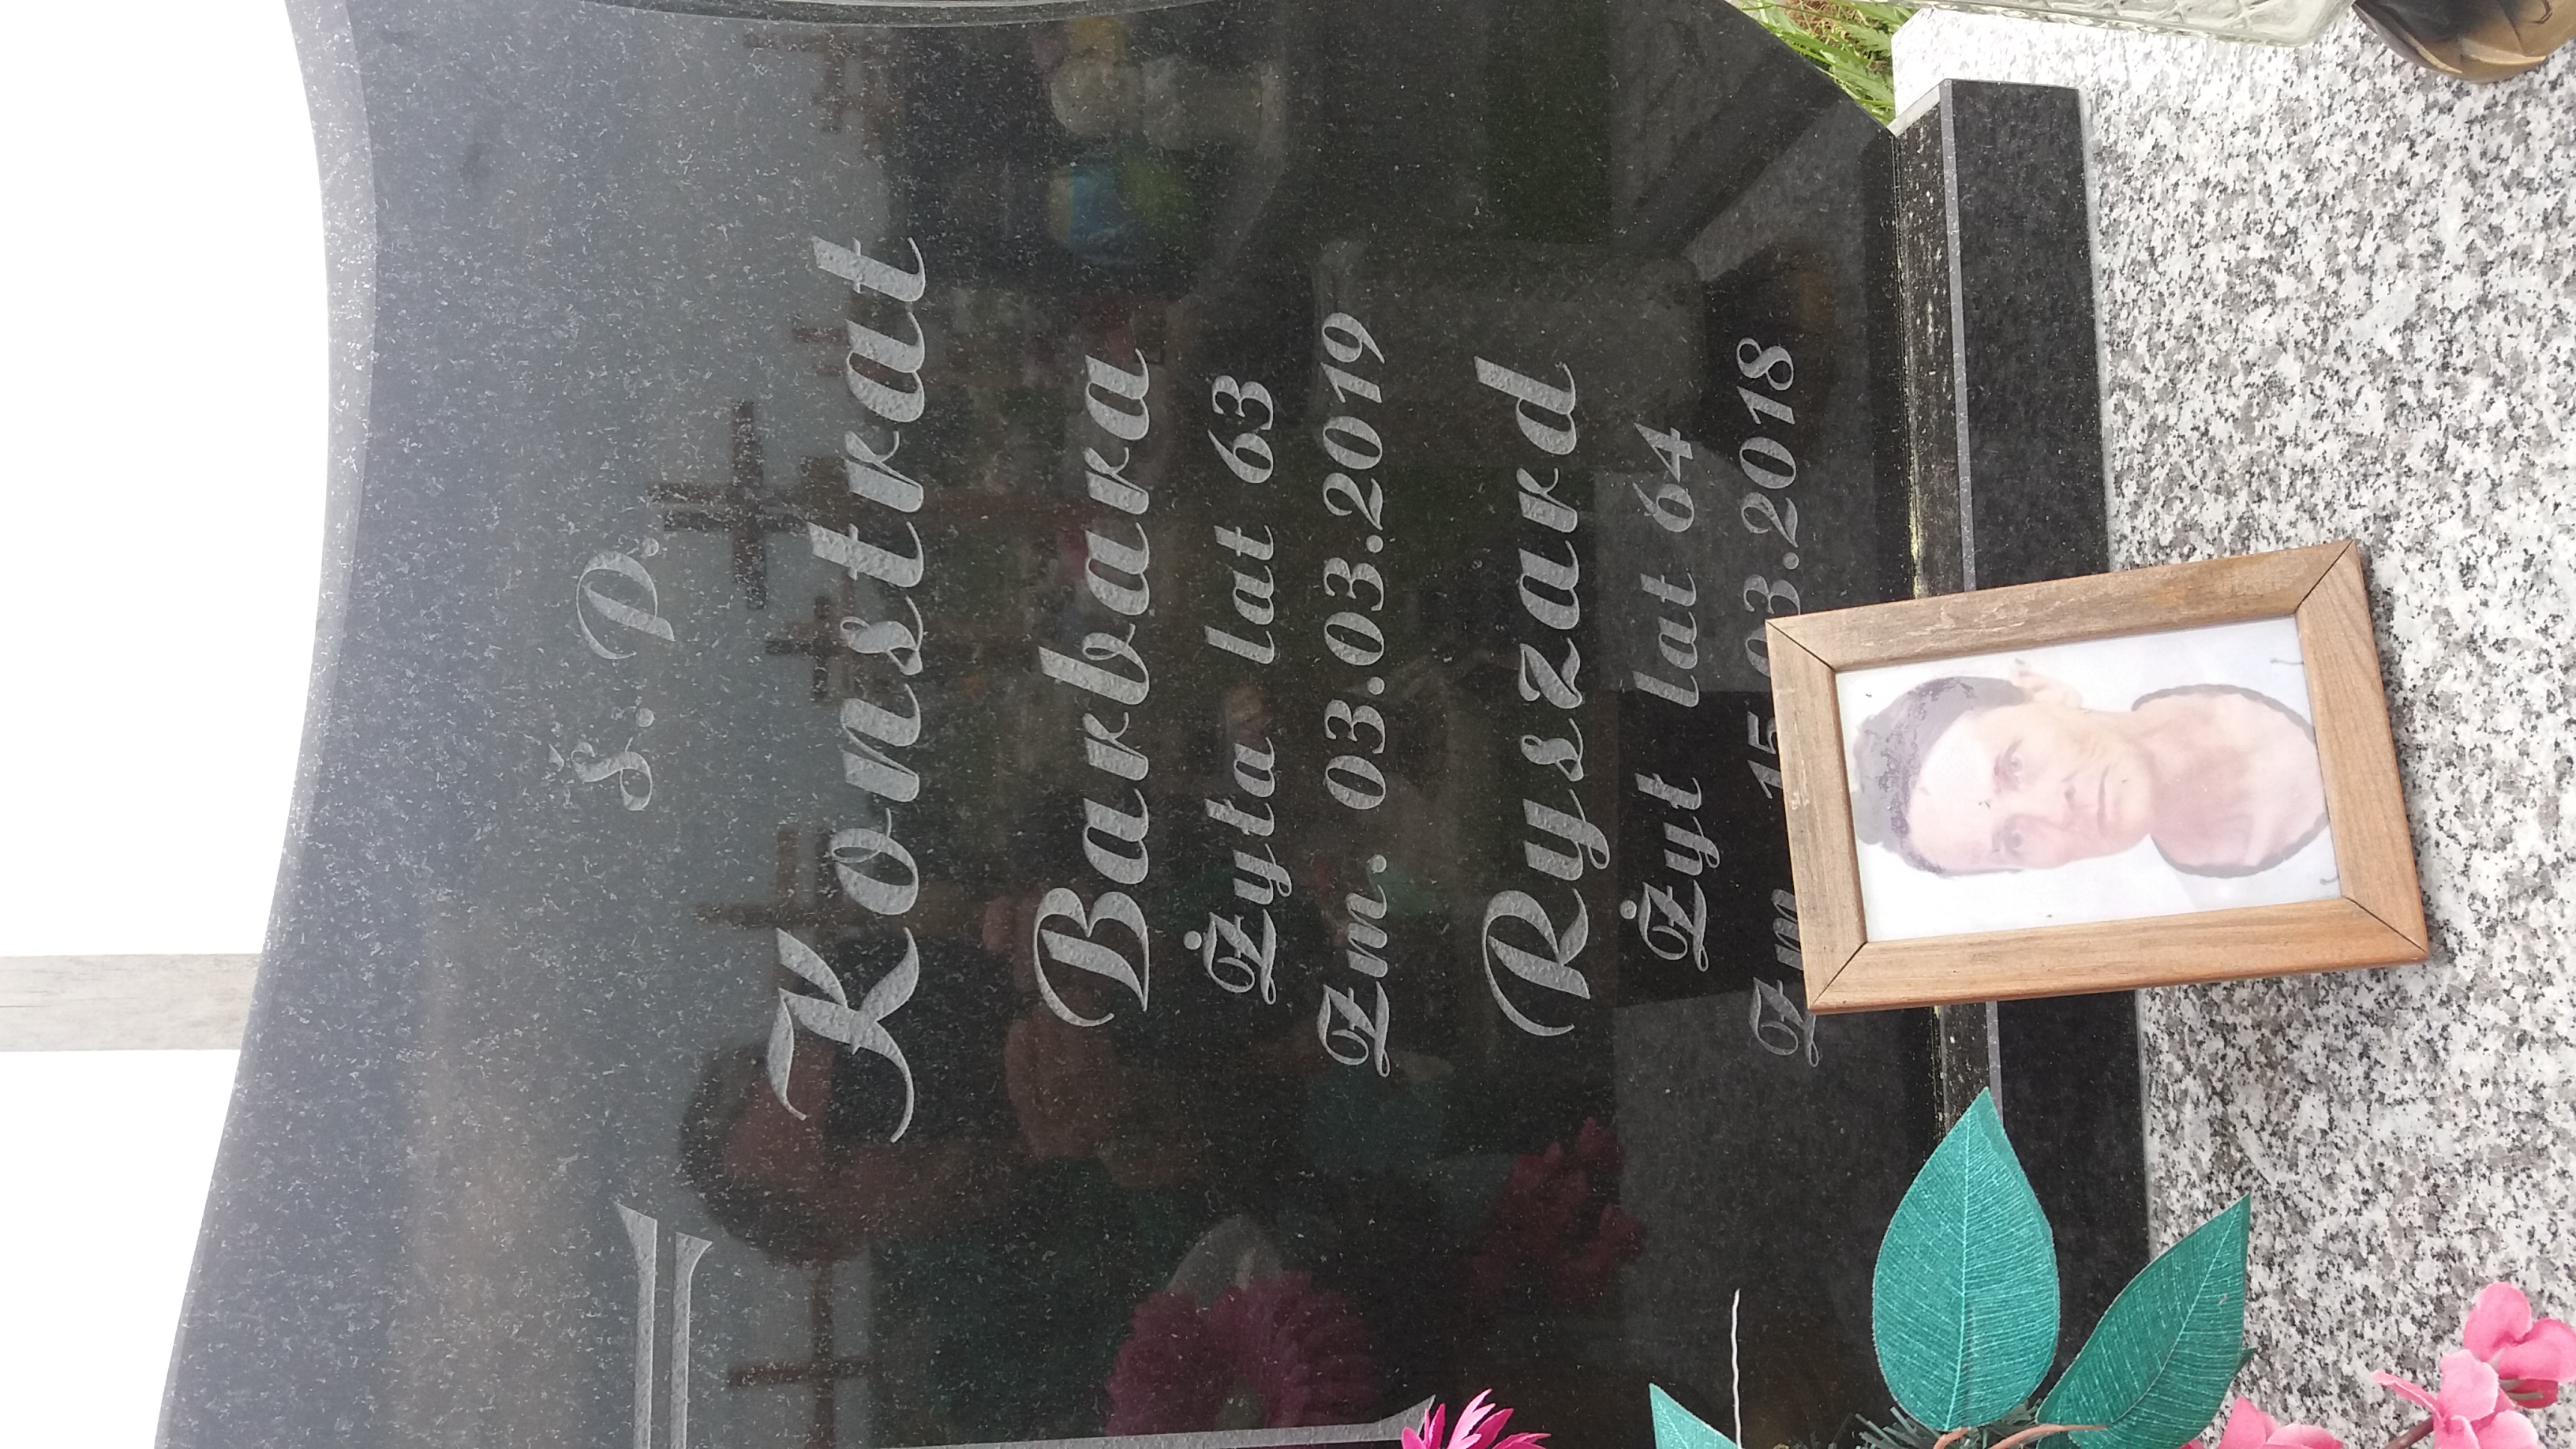 Ś. P.
Konstrat
Barbara
Żyła lat 63
Zm. 03.03.2019
Ryszard
Żył lat 64
Zm 15.03.2018